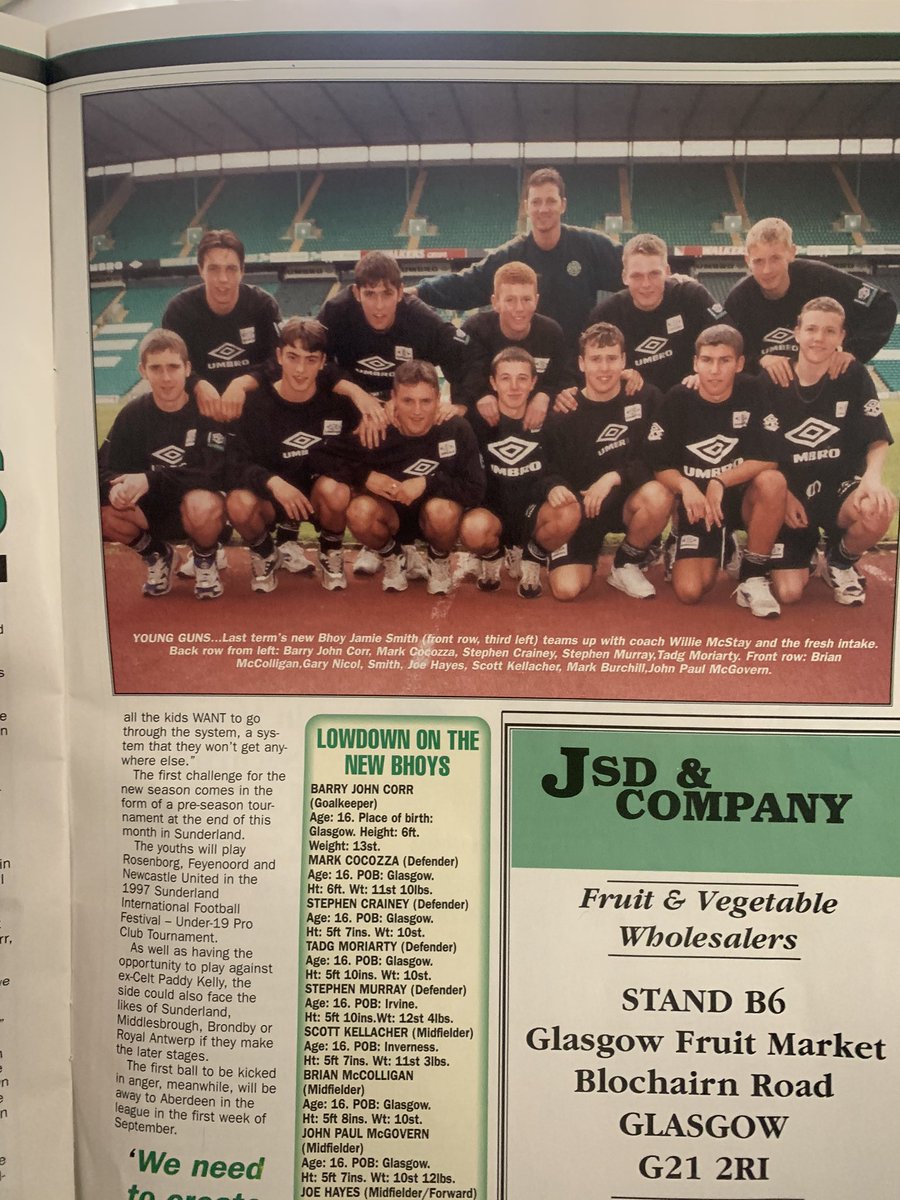 UMBRO
UMBRO
UMBRO
UMBRO
UMBRO
UMBRO
MBRO
YOUNG GUNS...Last term's new Bhoy Jamie Smith (front row, third left) teams up with coach Willie McStay and the fresh intake.
Back row from left: Barry John Corr, Mark Cocozza, Stephen Crainey, Stephen Murray,Tadg Moriarty. Front row: Brian
McColligan,Gary Nicol, Smith, Joe Hayes, Scott Kellacher, Mark Burchill,John Paul McGovern.
all the kids WANT to go
through the system, a sys-
tem that they won't get any-
where else."
The first challenge for the
new season comes in the
form of a pre-season tour-
nament at the end of this
month in Sunderland.
The youths will play
Rosenborg, Feyenoord and
Newcastle United in the
1997 Sunderland
International Football
Festival – Under-19 Pro
Club Tournament.
As well as having the
opportunity to play against
ex-Celt Paddy Kelly, the
side could also face the
likes of Sunderland,
Middlesbrough, Brondby or
Royal Antwerp if they make
the later stages.
The first ball to be kicked
in anger, meanwhile, will be
away to Aberdeen in the
league in the first week of
September.
'We need
to create
LOWDOWN ON THE
NEW BHOYS
BARRY JOHN CORR
(Goalkeeper)
Age: 16. Place of birth:
Glasgow. Height: 6ft.
Weight: 13st.
MARK COCOZZA (Defender)
Age: 16. POB: Glasgow.
Ht: 6ft. Wt: 11st 10lbs.
STEPHEN CRAINEY (Defender)
Age: 16. POB: Glasgow.
Ht: 5ft 7ins. Wt: 10st.
TADG MORIARTY (Defender)
Age: 16. POB: Glasgow.
Ht: 5ft 10ins. Wt: 10st.
STEPHEN MURRAY (Defender)
Age: 16. POB: Irvine.
Ht: 5ft 10ins.Wt: 12st 4lbs.
SCOTT KELLACHER (Midfielder)
Age: 16. POB: Inverness.
Ht: 5ft 7ins. Wt: 11st 3lbs.
BRIAN McCOLLIGAN
(Midfielder)
Age: 16. POB: Glasgow.
Ht: 5ft 8ins. Wt: 10st.
JOHN PAUL McGOVERN
(Midfielder)
Age: 16. POB: Glasgow.
Ht: 5ft 7ins. Wt: 10st 12lbs.
JOE HAYES (Midfielder/Forward)
JSD &
COMPANY
Fruit & Vegetable
Wholesalers
STAND B6
Glasgow Fruit Market
Blochairn Road
GLASGOW
G21 2RI